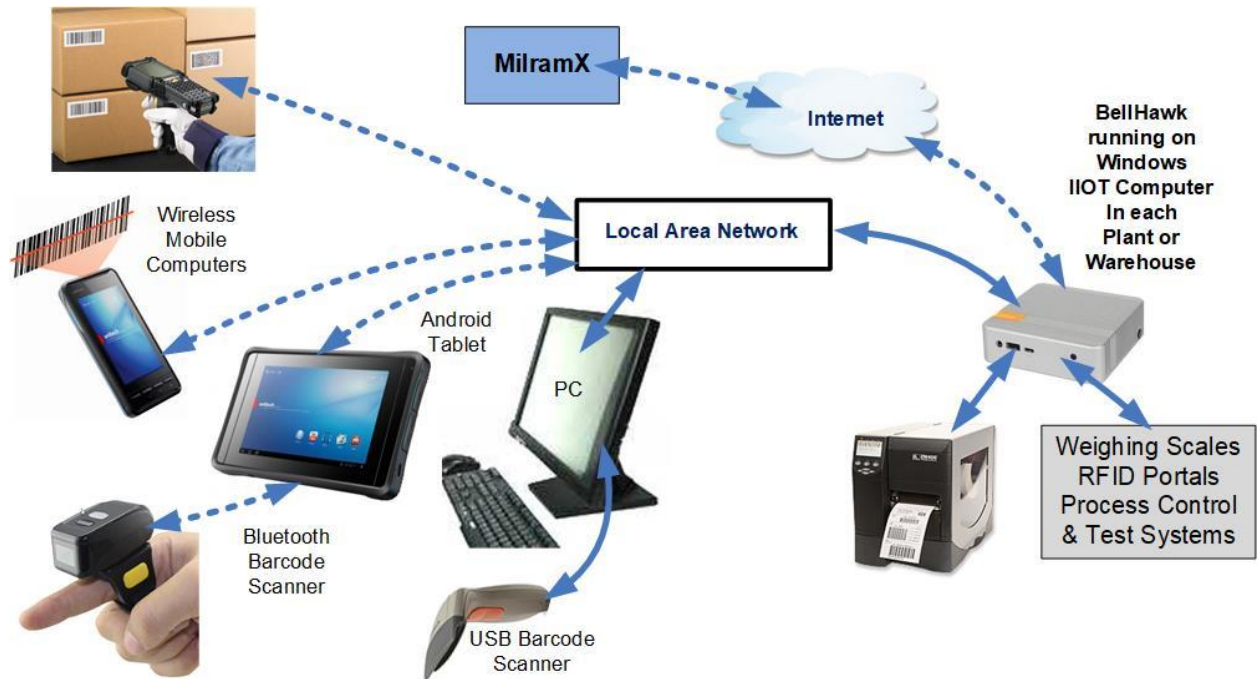 MilramX
Internet
BellHawk
running on
Windows
IIOT Computer
In each
Plant or
Warehouse
Wireless
Mobile
Computers
Local Area Network
Android
Tablet
PC
Weighing Scales
RFID Portals
Process Control
& Test Systems
Bluetooth
Barcode
Scanner
USB Barcode
Scanner